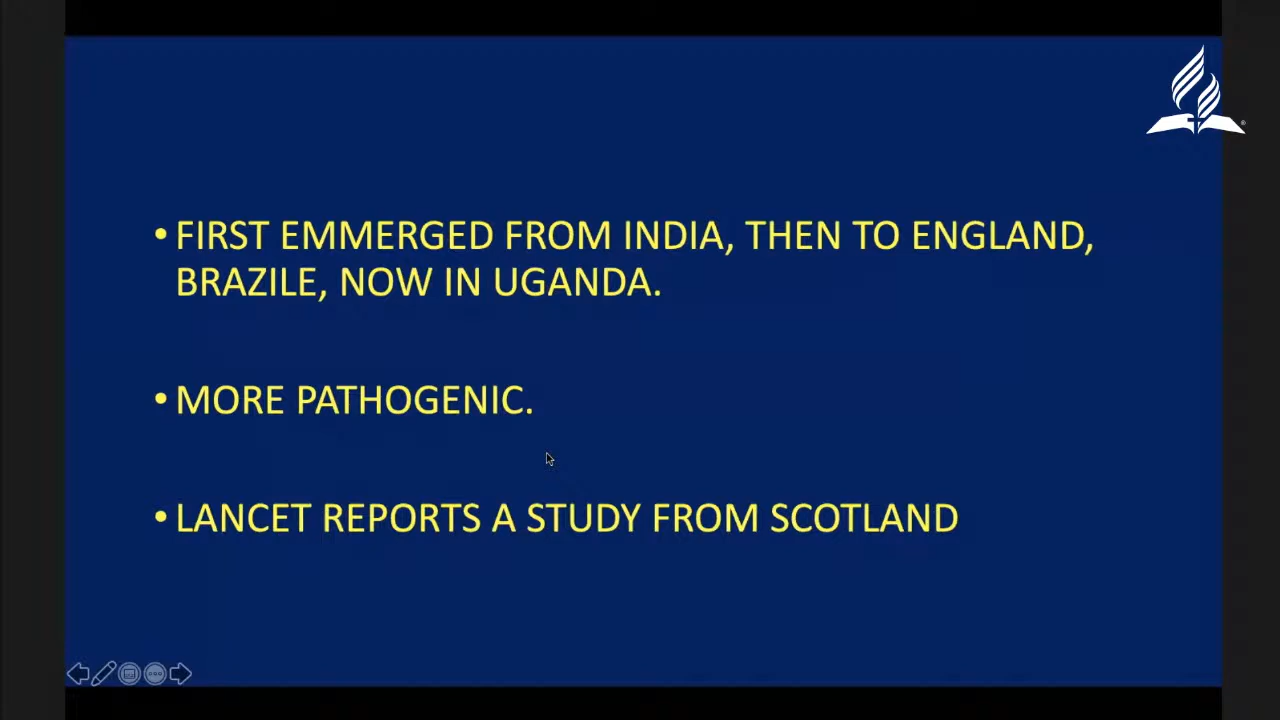 • FIRST EMMERGED FROM INDIA, THEN TO ENGLAND,
BRAZILE, NOW IN UGANDA.
• MORE PATHOGENIC.
• LANCET REPORTS A STUDY FROM SCOTLAND